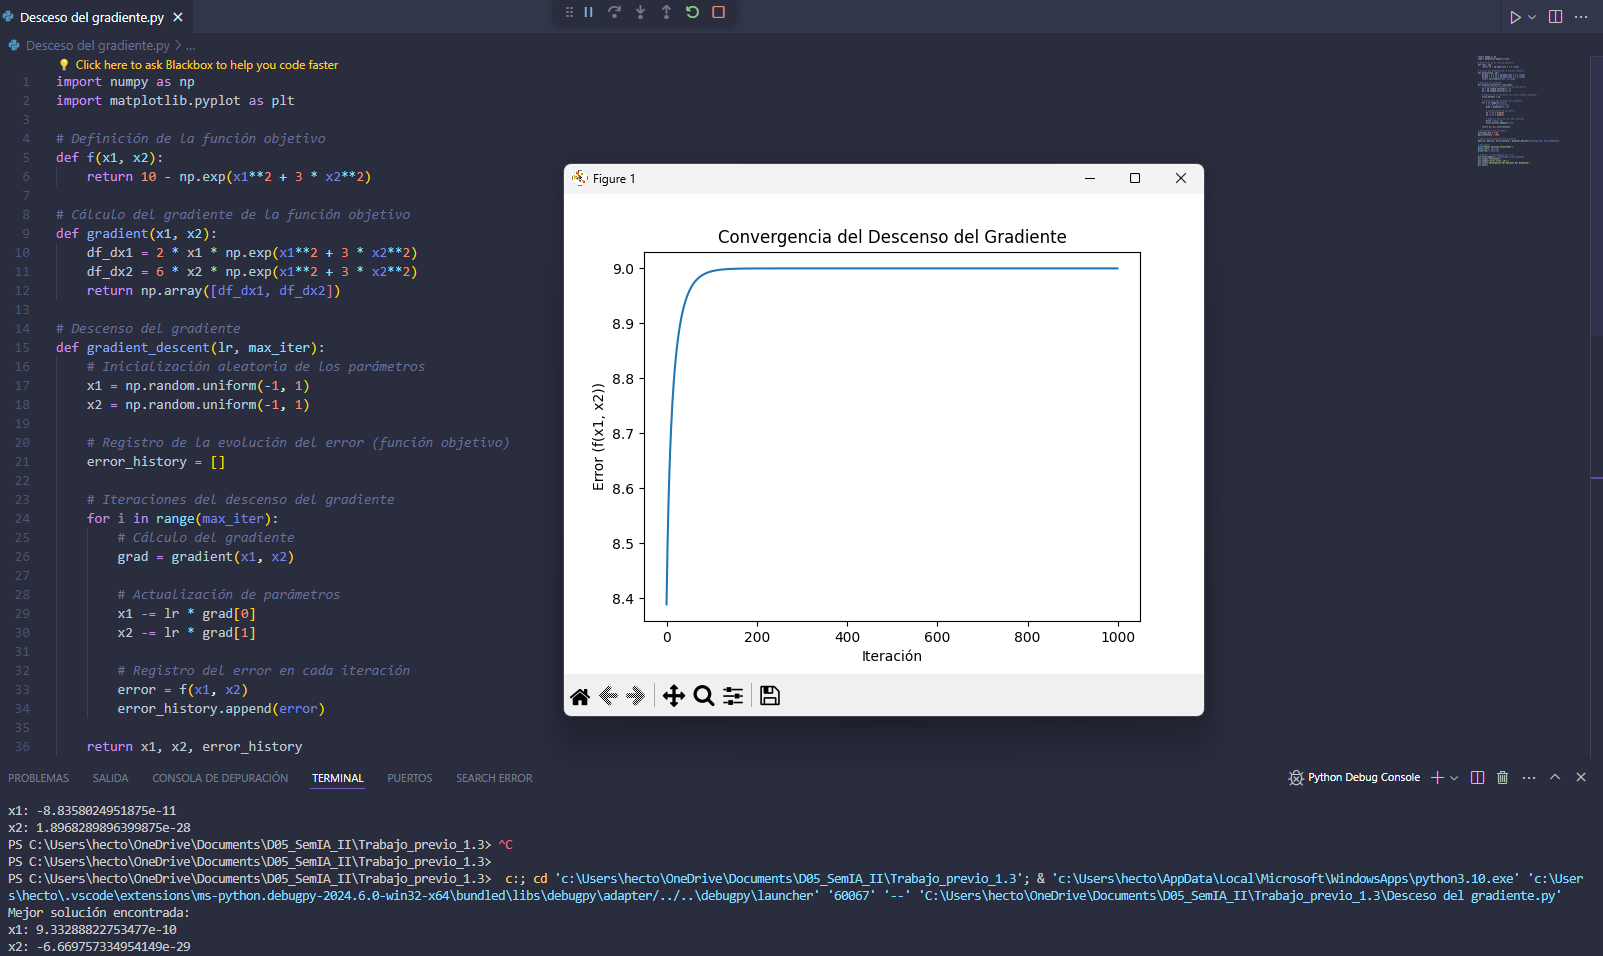 Desceso del gradiente.py
Desceso del gradiente.py > ...
Click here to ask Blackbox to help you code faster
1 import numpy as np
2 import matplotlib.pyplot as plt
3
4 # Definición de la función objetivo
5 def f(x1, x2):
6     return 10 - np.exp(x1**2 + 3 * x2**2)
7
8 # Cálculo del gradiente de la función objetivo
9 def gradient(x1, x2):
10     df_dx1 = 2 * x1 * np.exp(x1**2 + 3 * x2**2)
11     df_dx2 = 6 * x2 * np.exp(x1**2 + 3 * x2**2)
12     return np.array([df_dx1, df_dx2])
13
14 # Descenso del gradiente
15 def gradient_descent(lr, max_iter):
16     # Inicialización aleatoria de los parámetros
17     x1 = np.random.uniform(-1, 1)
18     x2 = np.random.uniform(-1, 1)
19
20     # Registro de la evolución del error (función objetivo)
21     error_history = []
22
23     # Iteraciones del descenso del gradiente
24     for i in range(max_iter):
25         # Cálculo del gradiente
26         grad = gradient(x1, x2)
27
28         # Actualización de parámetros
29         x1 -= lr * grad[0]
30         x2 -= lr * grad[1]
31
32         # Registro del error en cada iteración
33         error = f(x1, x2)
34         error_history.append(error)
35
36     return x1, x2, error_history
Figure 1
Convergencia del Descenso del Gradiente
Error (f(x1, x2))
9.0
8.9
8.8
8.7
8.6
8.5
8.4
0 200 400 600 800 1000
Iteración
PROBLEMAS SALIDA CONSOLA DE DEPURACIÓN TERMINAL PUERTOS SEARCH ERROR
Python Debug Console
x1: -8.8358024951875e-11
x2: 1.8968289896399875e-28
PS C:\Users\hecto\OneDrive\Documents\D05_SemIA_II\Trabajo_previo_1.3> ^C
PS C:\Users\hecto\OneDrive\Documents\D05_SemIA_II\Trabajo_previo_1.3>
PS C:\Users\hecto\OneDrive\Documents\D05_SemIA_II\Trabajo_previo_1.3>  c:; cd 'c:\Users\hecto\OneDrive\Documents\D05_SemIA_II\Trabajo_previo_1.3'; & 'c:\Users\hecto\AppData\Local\Microsoft\WindowsApps\python3.10.exe' 'c:\User
s\hecto\.vscode\extensions\ms-python.debugpy-2024.6.0-win32-x64\bundled\libs\debugpy\adapter/../..\debugpy\launcher' '60067' '--' 'C:\Users\hecto\OneDrive\Documents\D05_SemIA_II\Trabajo_previo_1.3\Desceso del gradiente.py'
Mejor solución encontrada:
x1: 9.33288822753477e-10
x2: -6.669757334954149e-29